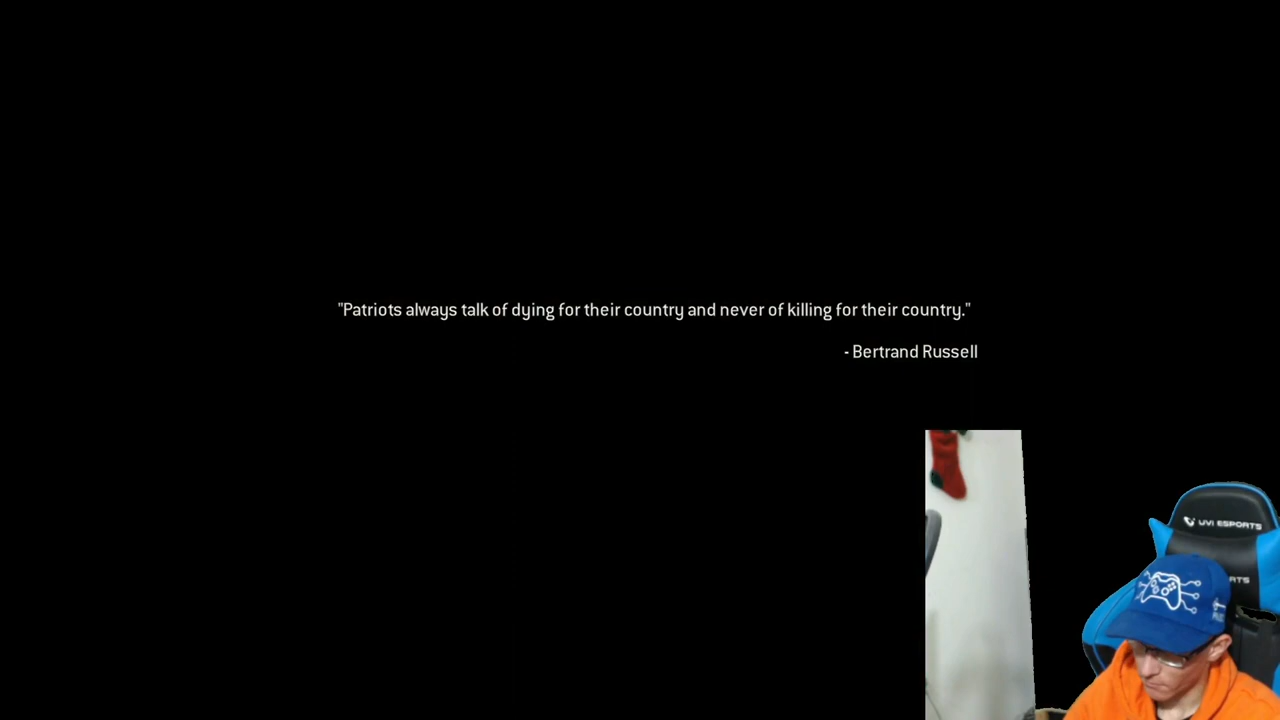 "Patriots always talk of dying for their country and never of killing for their country."
- Bertrand Russell
UVI ESPORTS
RTS